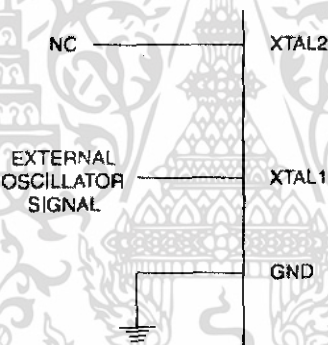 NC
XTAL2
EXTERNAL
OSCILLATOR
SIGNAL
XTAL1
GND